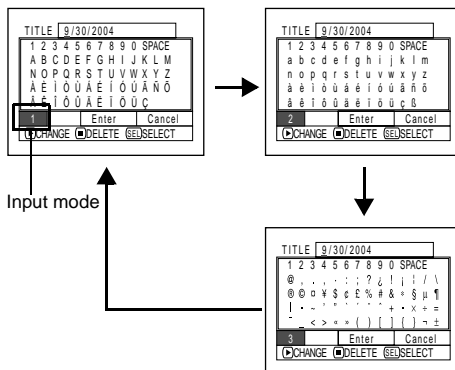 TITLE 9/30/2004
1 2 3 4 5 6 7 8 9 0 SPACE
A B C D E F G H I J K L M
N O P Q R S T U V W X Y Z
À È Ì Ò Ù Á É Í Ó Ú Ã Ñ Õ
Â Ê Î Ô Û Ä Ë Ï Ö Ü Ç
1 Enter Cancel
CHANGE DELETE SEL SELECT
Input mode
TITLE 9/30/2004
1 2 3 4 5 6 7 8 9 0 SPACE
a b c d e f g h i j k l m
n o p q r s t u v w x y z
à è ì ò ù á é í ó ú ã ñ õ
â ê î ô û ä ë ï ö ü ç ß
2 Enter Cancel
CHANGE DELETE SEL SELECT
TITLE 9/30/2004
1 2 3 4 5 6 7 8 9 0 SPACE
@ , . · : ; ? ¿ ! ¡ ¦ / \
® © ¤ ¥ $ ¢ £ % # & * § µ ¶
+ · × ÷ =
_ < > « » ( ) [ ] { } ¬ ±
3 Enter Cancel
CHANGE DELETE SEL SELECT